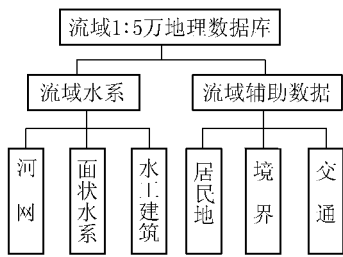 流域1:5万地理数据库
流域水系
流域辅助数据
河网
面状水系
水工建筑
居民地
境界
交通